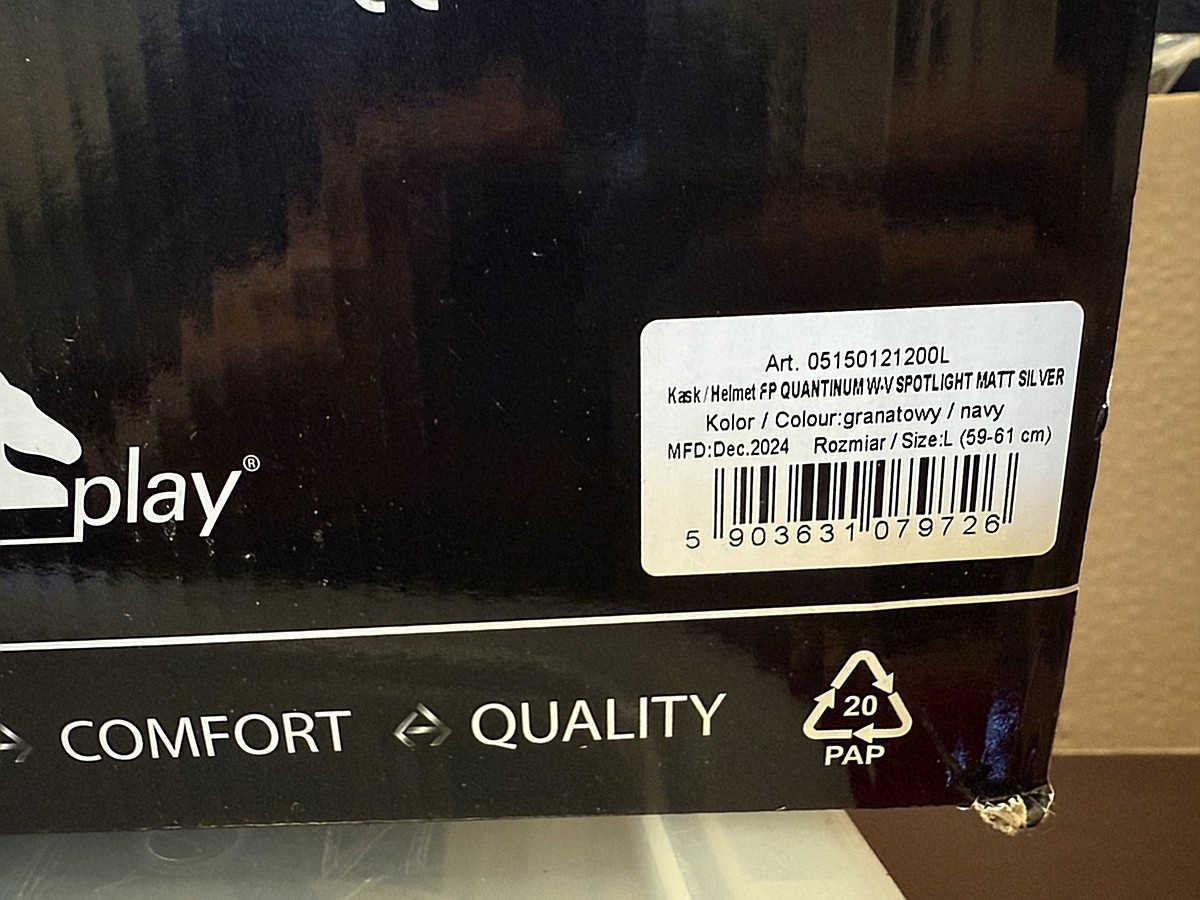 Art. 05150121200L
Kask / Helmet FP QUANTINUM W-V SPOTLIGHT MATT SILVER
Kolor / Colour:granatowy / navy
MFD:Dec.2024 Rozmiar / Size:L (59-61 cm)
5 903631 079726
play®
COMFORT QUALITY
20
PAP